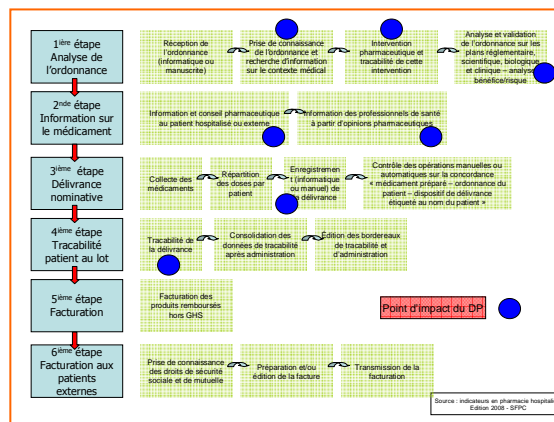 1ière étape
Analyse de
l'ordonnance
Réception de
l'ordonnance
(informatique ou
manuscrite)
Prise de connaissance
de l'ordonnance et
recherche d'information
sur le contexte médical
Intervention
pharmaceutique et
tracabilité de cette
intervention
Analyse et validation
de l'ordonnance sur les
plans réglementaire,
scientifique, biologique
et clinique – analyse
bénéfice/risque
2nde étape
Information sur
le médicament
Information et conseil pharmaceutique
au patient hospitalisé ou externe
Information des professionnels de santé
à partir d'opinions pharmaceutiques
3ième étape
Délivrance
nominative
Collecte des
médicaments
Répartition
des doses par
patient
Enregistremen
t (informatique
ou manuel) de
la délivrance
Contrôle des opérations manuelles ou
automatiques sur la concordance
« médicament préparé – ordonnance du
patient – dispositif de délivrance
étiqueté au nom du patient »
4ième étape
Tracabilité
patient au lot
Tracabilité de
la délivrance
Consolidation des
données de tracabilité
après administration
Édition des bordereaux
de tracabilité et
d'administration
5ième étape
Facturation
Facturation des
produits remboursés
hors GHS
Point d'impact du DP
6ième étape
Facturation aux
patients
externes
Prise de connaissance
des droits de sécurité
sociale et de mutuelle
Préparation et/ou
édition de la facture
Transmission de la
facturation
Source : indicateurs en pharmacie hospitali
Edition 2008 - SFPC